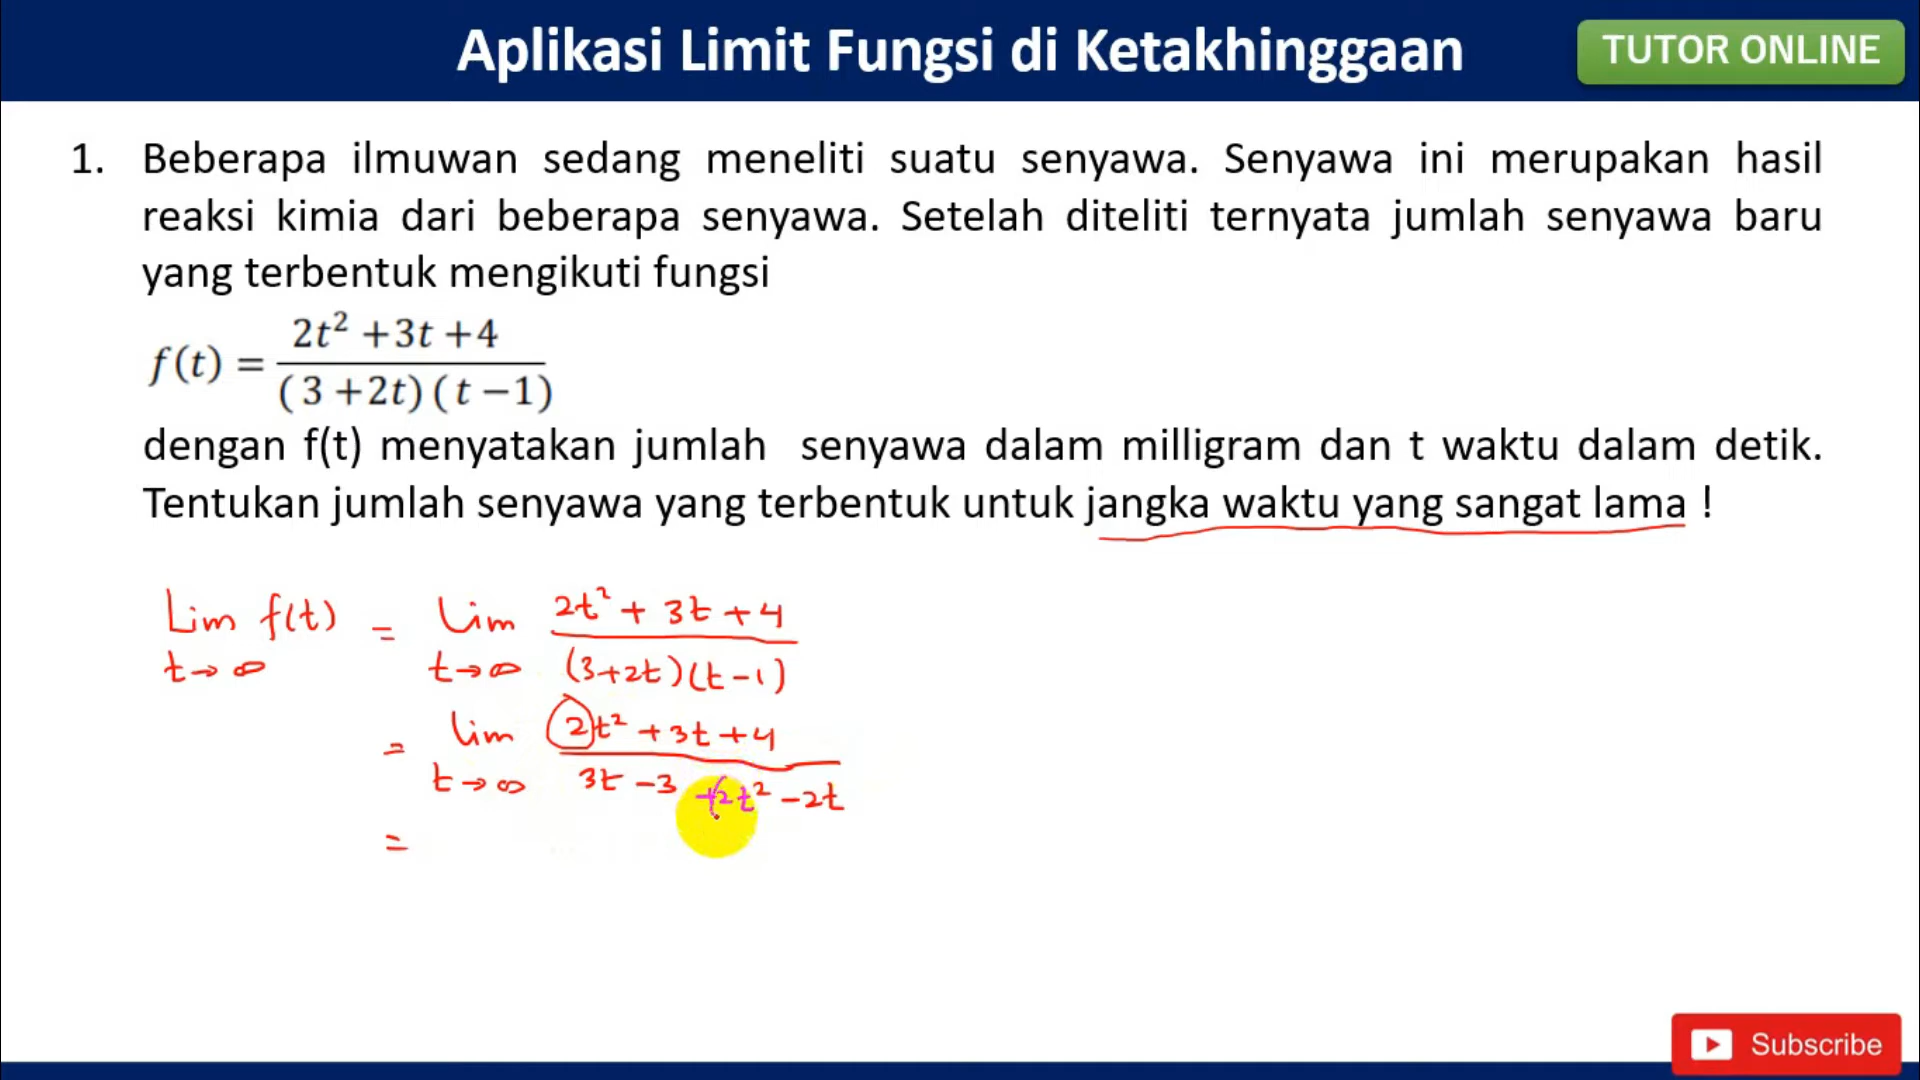 Aplikasi Limit Fungsi di Ketakhinggaan
TUTOR ONLINE
1. Beberapa ilmuwan sedang meneliti suatu senyawa. Senyawa ini merupakan hasil
reaksi kimia dari beberapa senyawa. Setelah diteliti ternyata jumlah senyawa baru
yang terbentuk mengikuti fungsi
2t² +3t +4
f(t) =
(3 +2t)(t −1)
dengan f(t) menyatakan jumlah senyawa dalam milligram dan t waktu dalam detik.
Tentukan jumlah senyawa yang terbentuk untuk jangka waktu yang sangat lama !
Lim f(t) = Lim 2t² + 3t + 4
t→∞ t→∞ (3+2t)(t-1)
= lim 2t² + 3t + 4
t→∞ 3t - 3 + 2t² - 2t
=
Subscribe